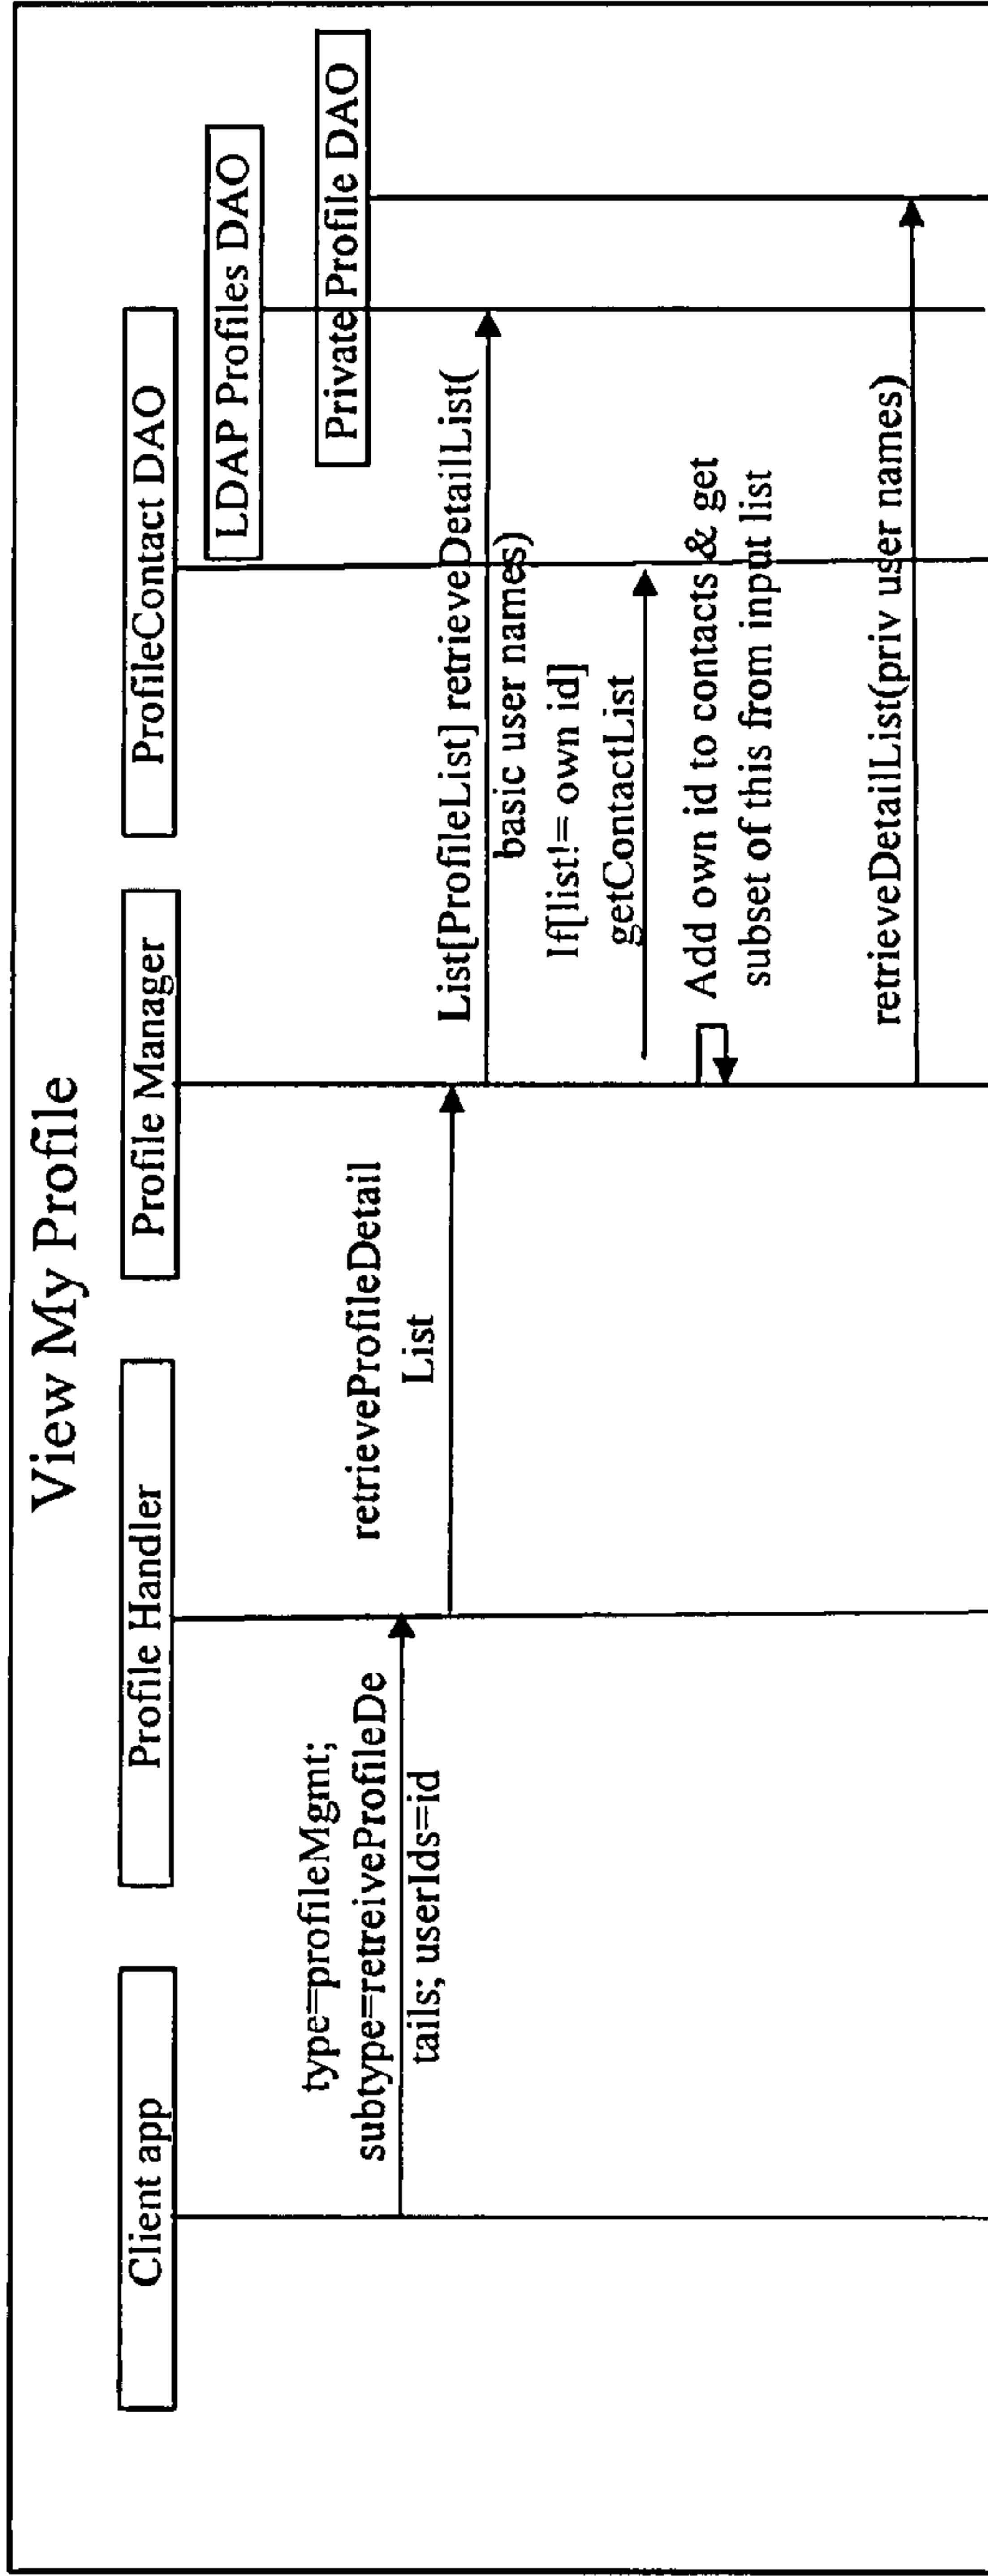 View My Profile
Client app
Profile Handler
Profile Manager
ProfileContact DAO
LDAP Profiles DAO
Private Profile DAO
type=profileMgmt;
subtype=retreiveProfileDe
tails; userIds=id
retrieveProfileDetail
List
List[ProfileList] retrieveDetailList(
basic user names)
If[list!= own id]
getContactList
Add own id to contacts & get
subset of this from input list
retrieveDetailList(priv user names)